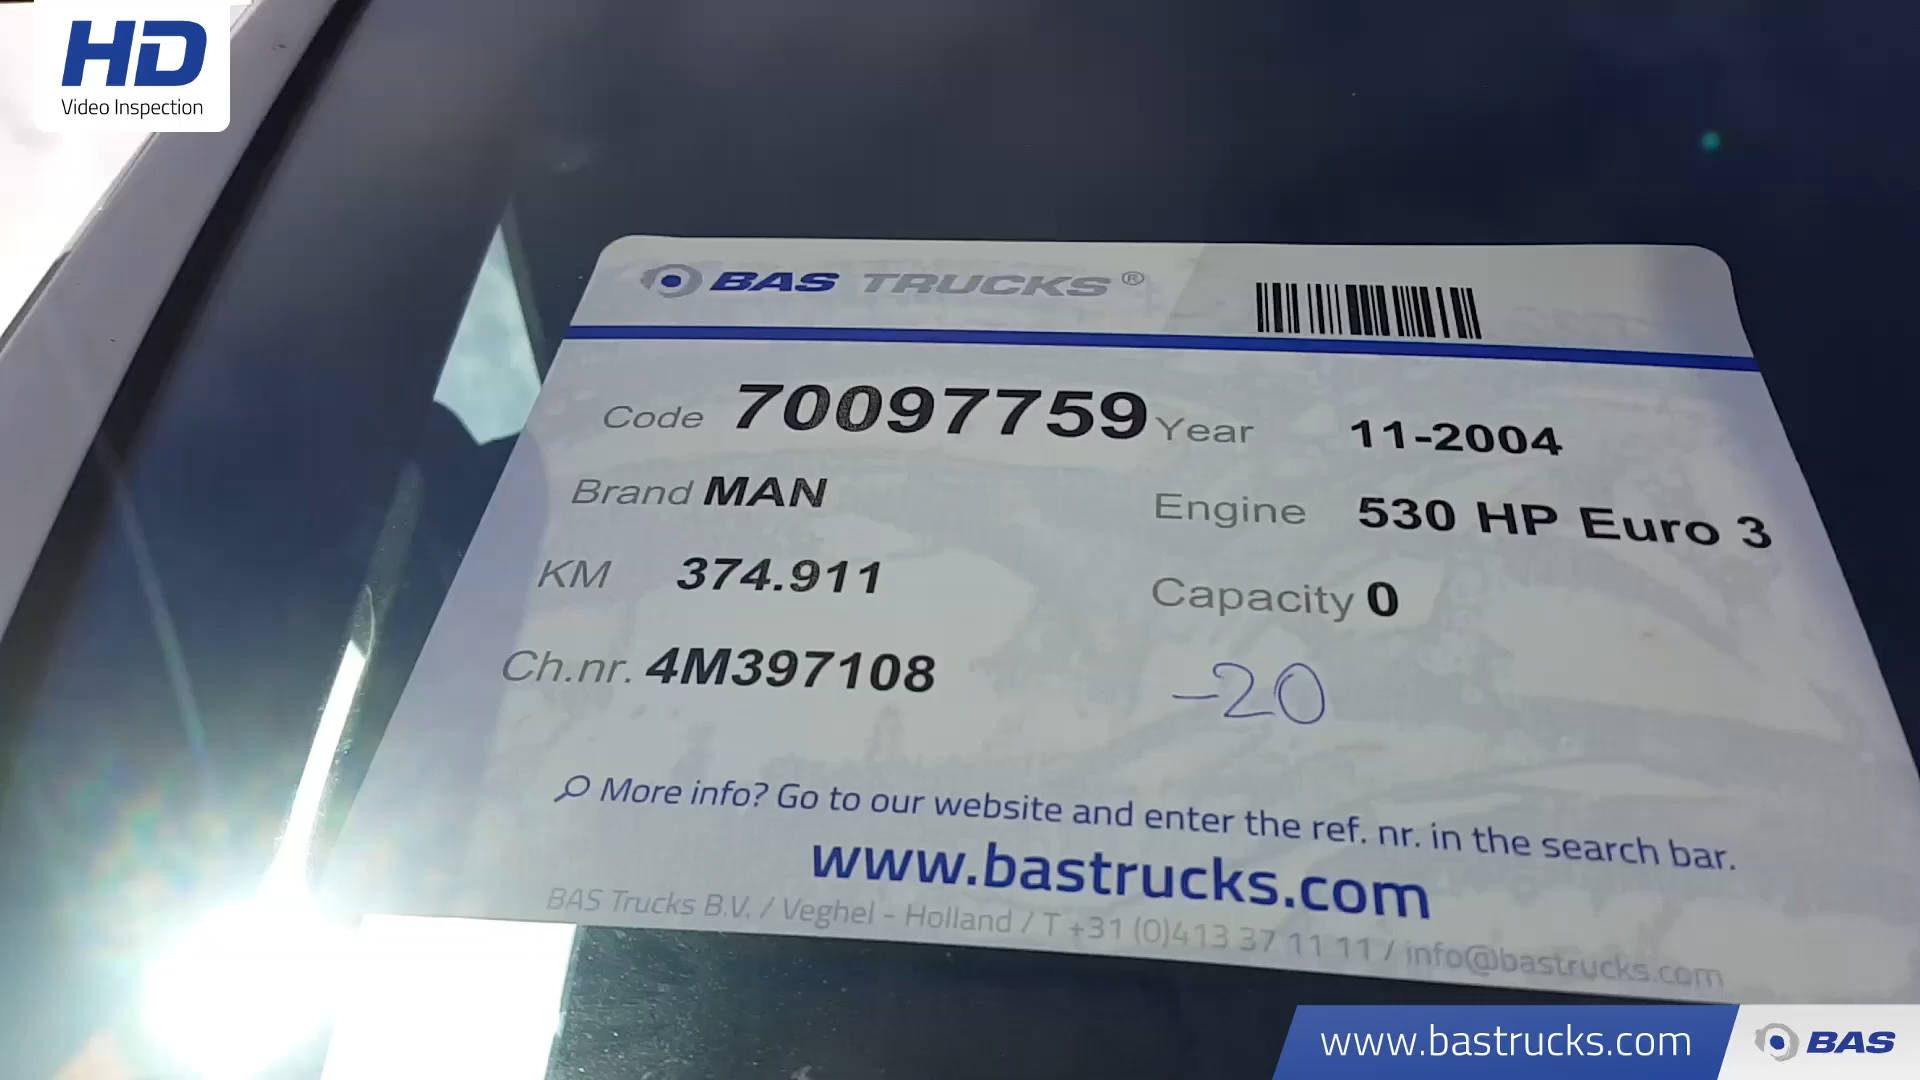 HD
Video Inspection
BAS TRUCKS®
Code 70097759 Year 11-2004
Brand MAN Engine 530 HP Euro 3
KM 374.911 Capacity 0
Ch.nr. 4M397108 -20
More info? Go to our website and enter the ref. nr. in the search bar.
www.bastrucks.com
BAS Trucks B.V. / Veghel - Holland / T +31 (0)413 37 11 11 / info@bastrucks.com
www.bastrucks.com BAS